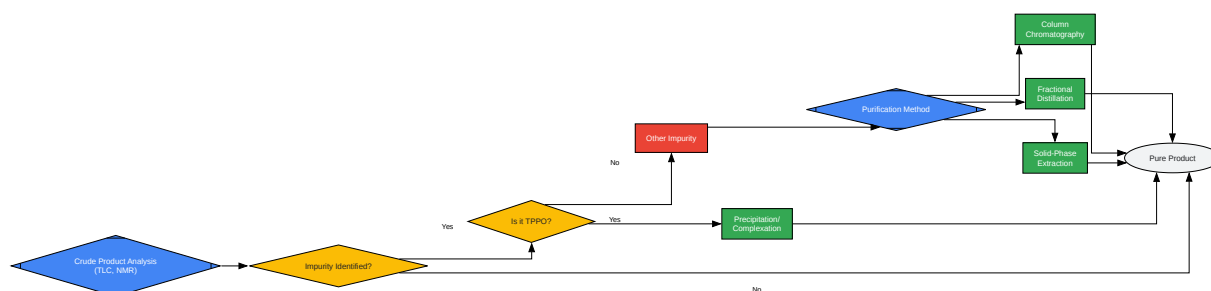 Column
Chromatography
Fractional
Distillation
Purification Method
Other Impurity
Solid-Phase
Extraction
Pure Product
No
Is it TPPO?
Yes
Precipitation/
Complexation
Yes
Crude Product Analysis
(TLC, NMR)
Impurity Identified?
No